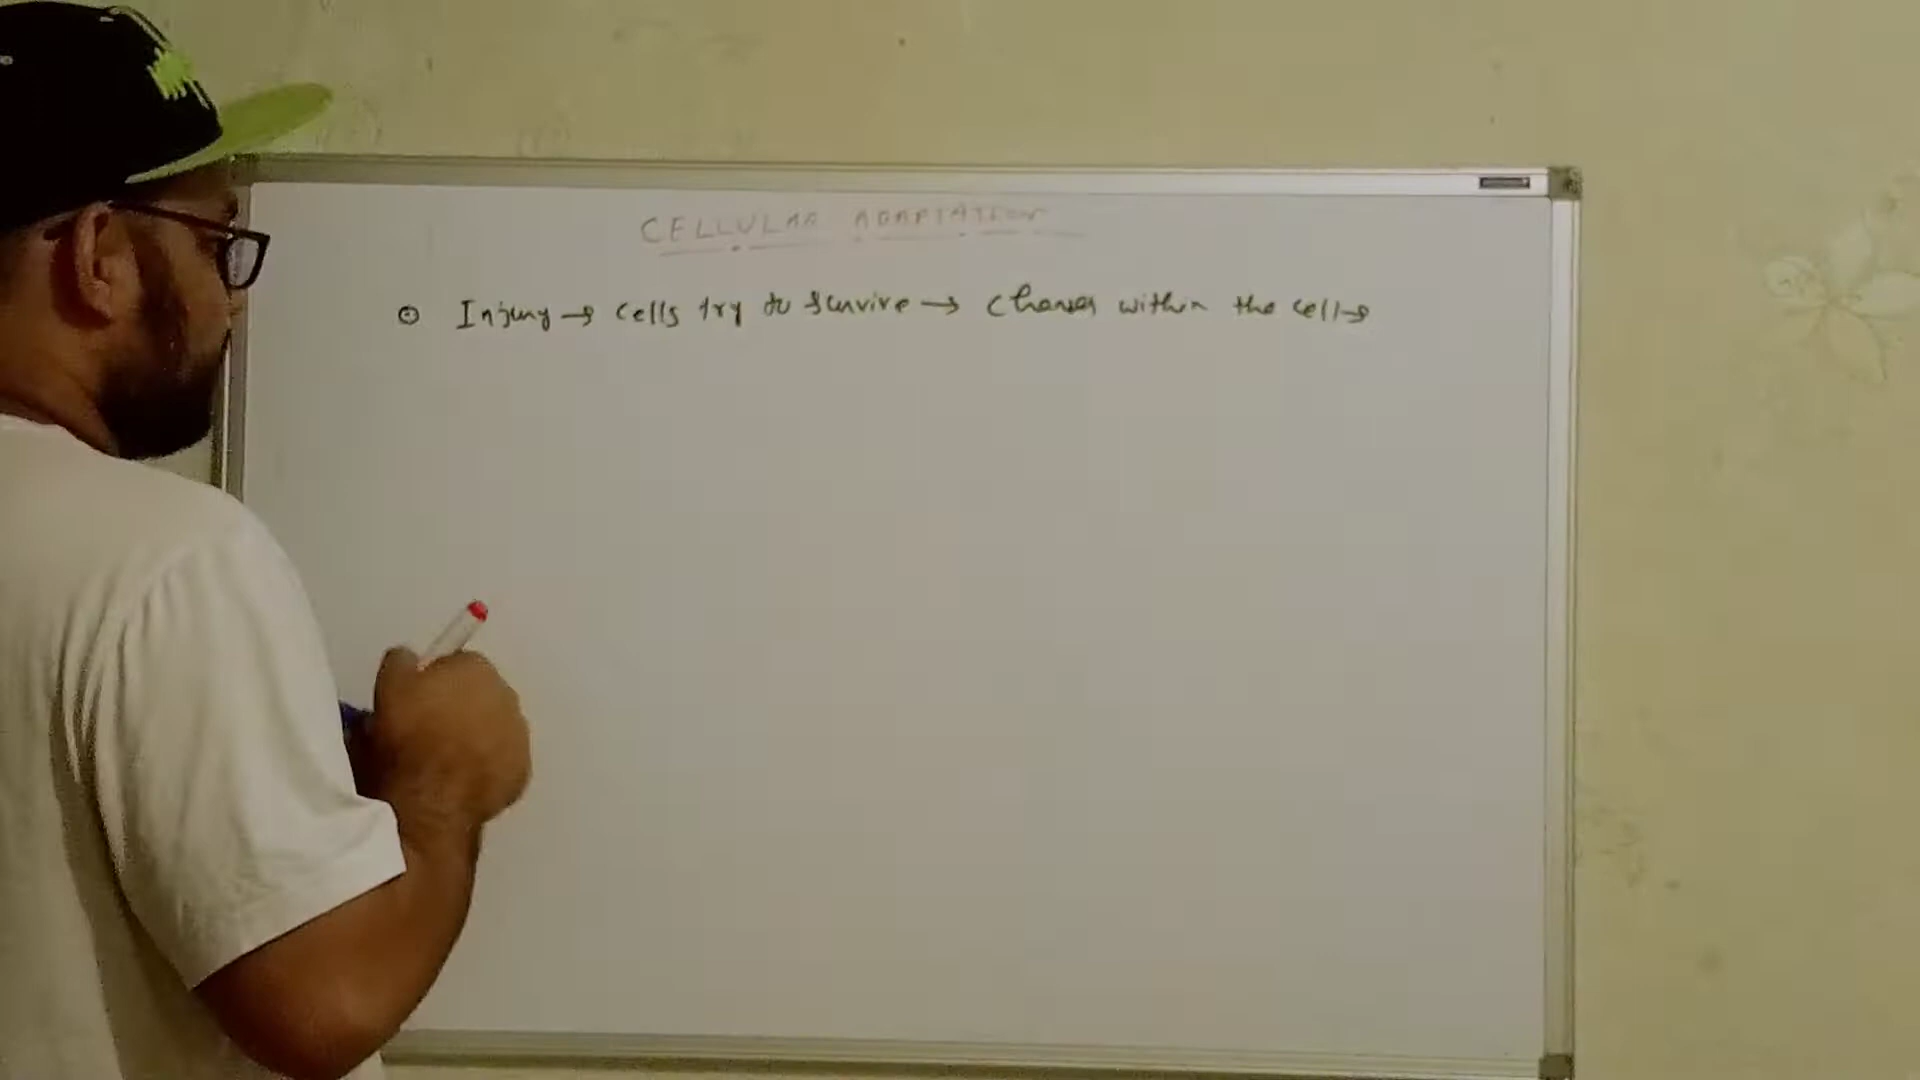 CELLULAR ADAPTATION
⊙ Injury → cells try to survive → Changes within the cell →